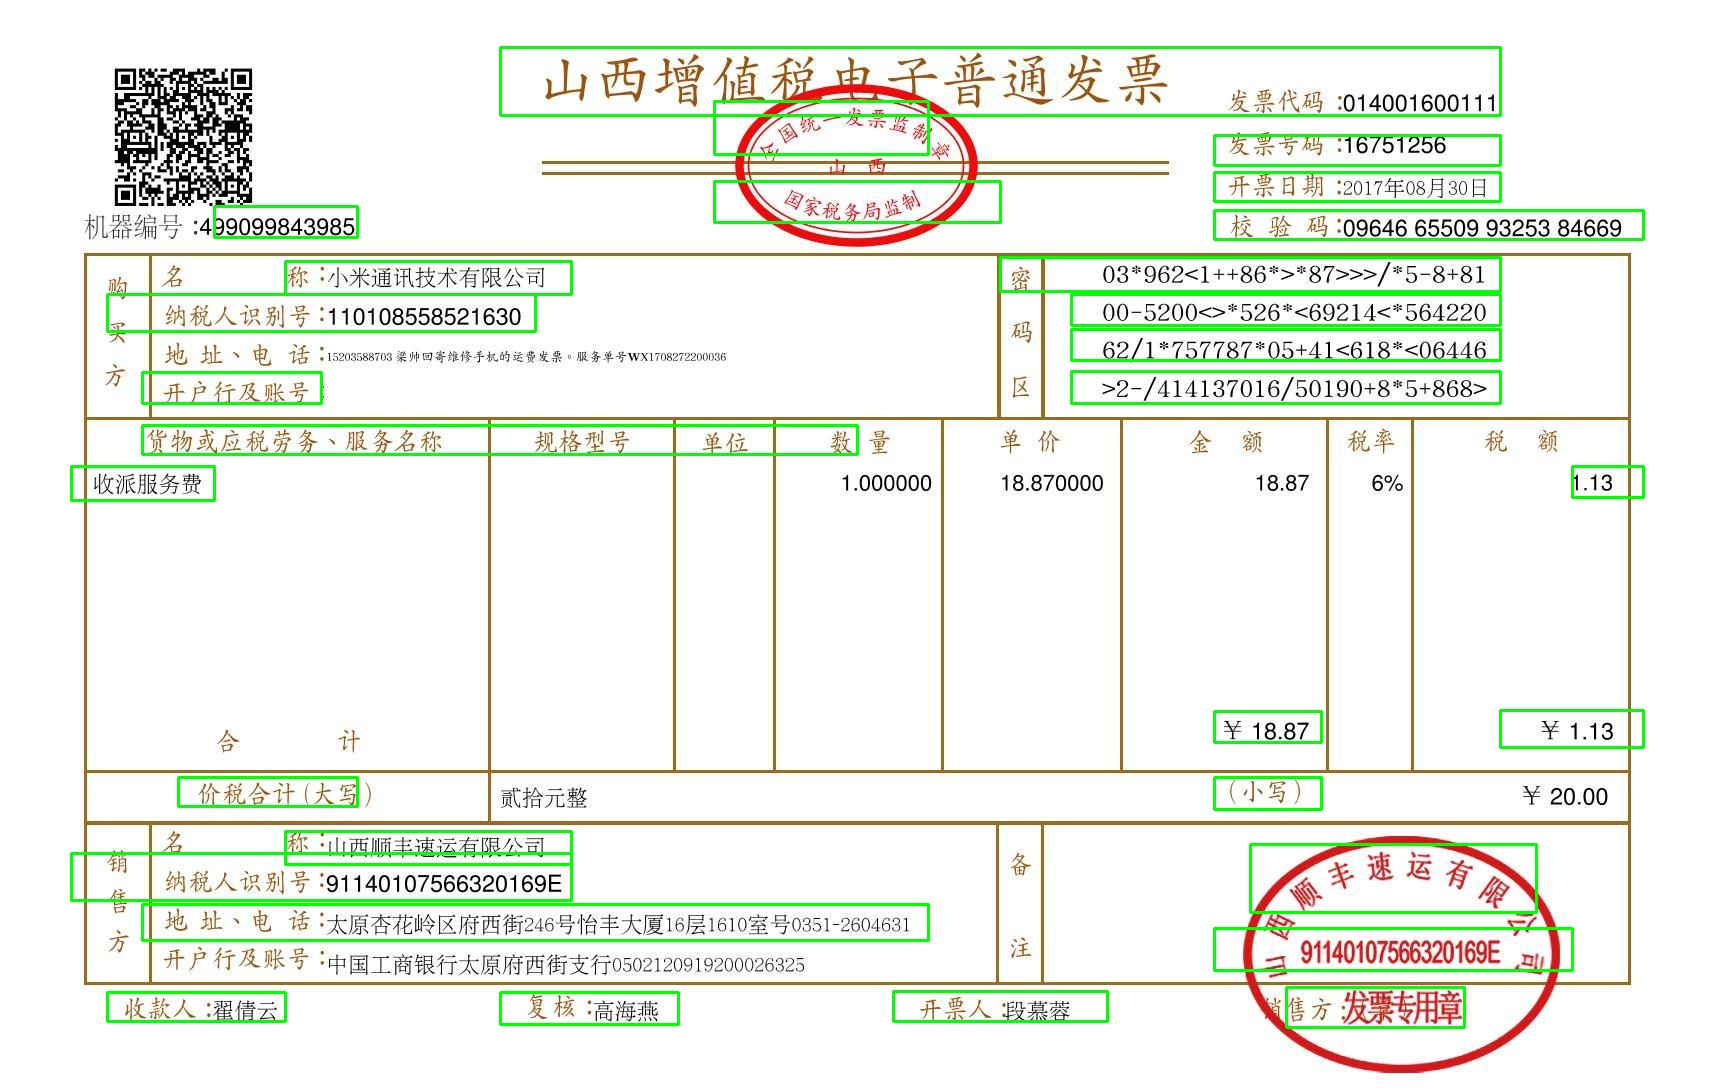 山西增值税电子普通发票
发票代码:014001600111
全国统一发票监制章
发票号码:16751256
山西
开票日期:2017年08月30日
国家税务局监制
机器编号:499099843985
校验码:09646 65509 93253 84669
购买方
名称:小米通讯技术有限公司
纳税人识别号:110108558521630
地址、电话:15203588703 梁帅回寄维修手机的运费发票。服务单号WX1708272200036
开户行及账号:
密码区
03*962<1++86*>*87>>>/*5-8+81
00-5200<>*526*<69214<*564220
62/1*757787*05+41<618*<06446
>2-/414137016/50190+8*5+868>
货物或应税劳务、服务名称 规格型号 单位 数量 单价 金额 税率 税额
收派服务费 1.000000 18.870000 18.87 6% 1.13
合计 ￥18.87 ￥1.13
价税合计(大写) 贰拾元整 (小写) ￥20.00
销售方
名称:山西顺丰速运有限公司
纳税人识别号:91140107566320169E
地址、电话:太原杏花岭区府西街246号怡丰大厦16层1610室号0351-2604631
开户行及账号:中国工商银行太原府西街支行0502120919200026325
备注
山西顺丰速运有限公司
91140107566320169E
发票专用章
收款人:翟倩云 复核:高海燕 开票人:段慕蓉 销售方: